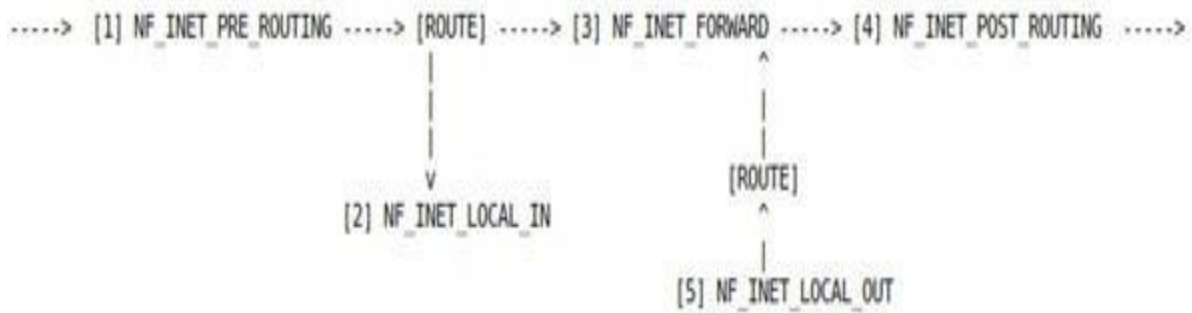 -----> [1] NF_INET_PRE_ROUTING -----> [ROUTE] -----> [3] NF_INET_FORWARD -----> [4] NF_INET_POST_ROUTING ----->
[ROUTE]
[2] NF_INET_LOCAL_IN
[5] NF_INET_LOCAL_OUT